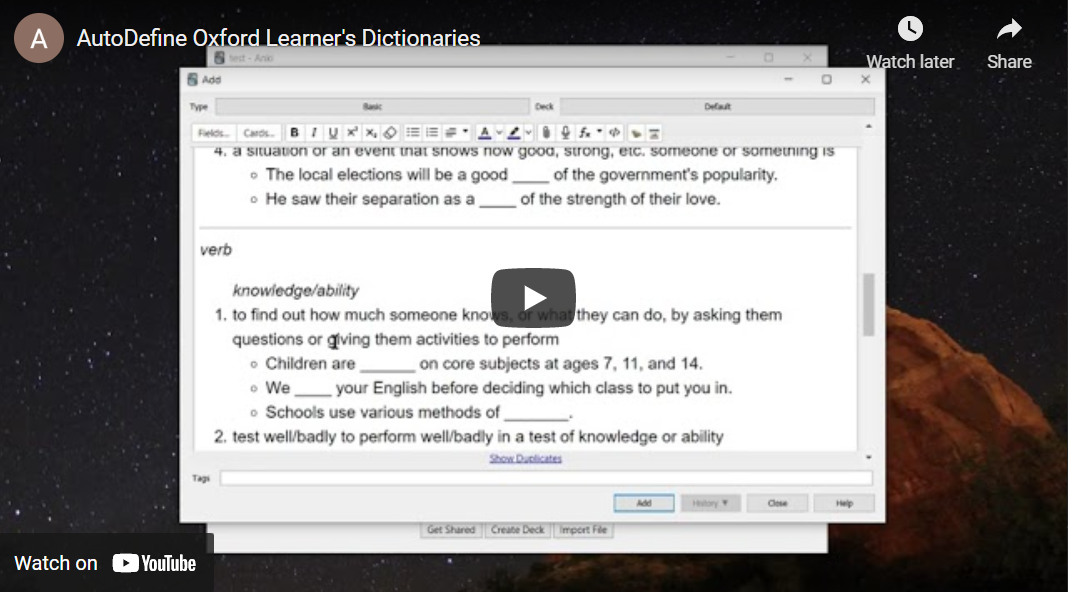 A
AutoDefine Oxford Learner's Dictionaries
Watch later
Share
test - Anki
Add
Type
Basic
Deck
Default
Fields...
Cards...
B I U x² x₂
A
fx
</>
4. a situation or an event that shows how good, strong, etc. someone or something is
The local elections will be a good ____ of the government's popularity.
He saw their separation as a ____ of the strength of their love.
verb
knowledge/ability
1. to find out how much someone knows, or what they can do, by asking them
questions or giving them activities to perform
Children are ______ on core subjects at ages 7, 11, and 14.
We ____ your English before deciding which class to put you in.
Schools use various methods of _______.
2. test well/badly to perform well/badly in a test of knowledge or ability
Show Duplicates
Tags
Add
History ▼
Close
Help
Get Shared
Create Deck
Import File
Watch on YouTube